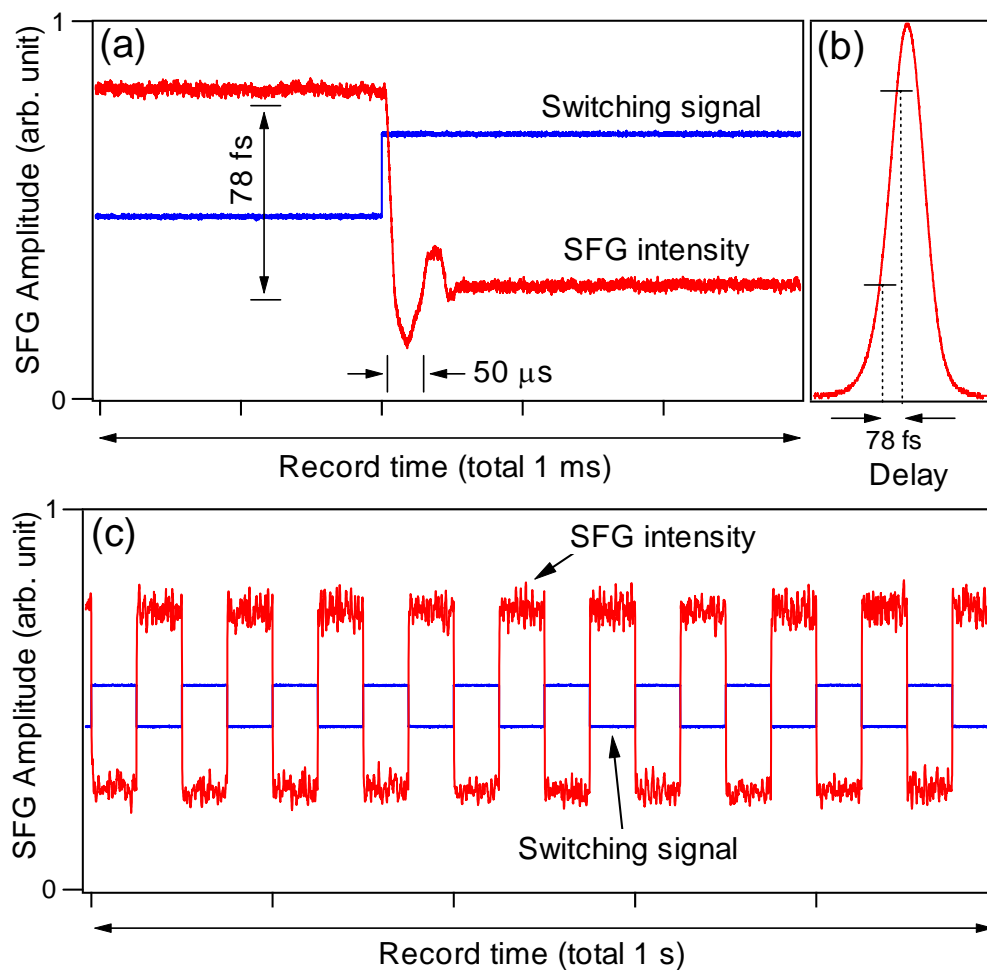 1
(a)
(b)
SFG Amplitude (arb. unit)
Switching signal
78 fs
SFG intensity
50 μs
0
78 fs
Delay
Record time (total 1 ms)
1
(c)
SFG Amplitude (arb. unit)
SFG intensity
Switching signal
0
Record time (total 1 s)